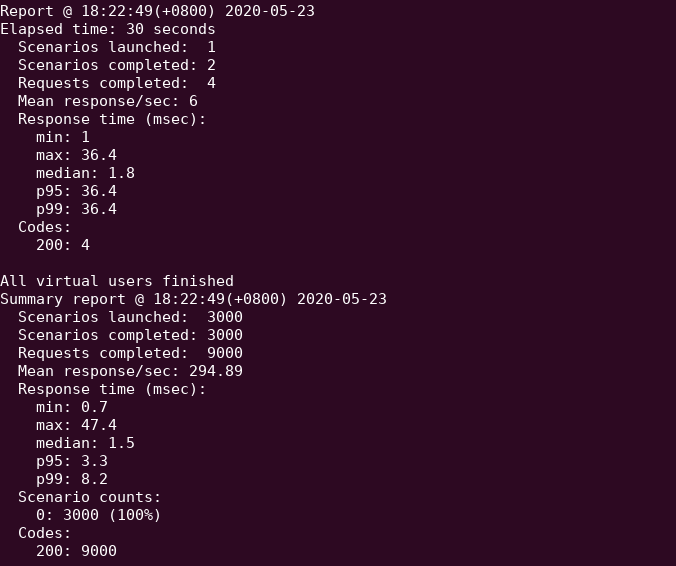 Report @ 18:22:49(+0800) 2020-05-23
Elapsed time: 30 seconds
  Scenarios launched:  1
  Scenarios completed: 2
  Requests completed:  4
  Mean response/sec: 6
  Response time (msec):
    min: 1
    max: 36.4
    median: 1.8
    p95: 36.4
    p99: 36.4
  Codes:
    200: 4

All virtual users finished
Summary report @ 18:22:49(+0800) 2020-05-23
  Scenarios launched:  3000
  Scenarios completed: 3000
  Requests completed:  9000
  Mean response/sec: 294.89
  Response time (msec):
    min: 0.7
    max: 47.4
    median: 1.5
    p95: 3.3
    p99: 8.2
  Scenario counts:
    0: 3000 (100%)
  Codes:
    200: 9000